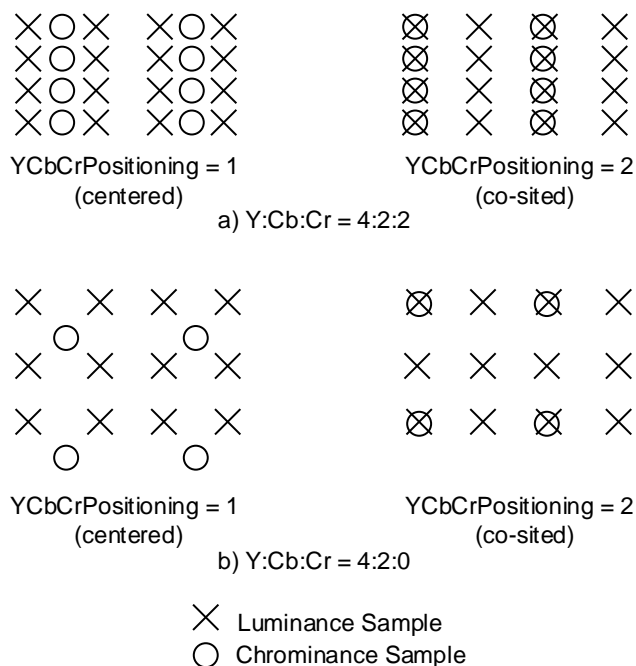 YCbCrPositioning = 1
(centered)
YCbCrPositioning = 2
(co-sited)
a) Y:Cb:Cr = 4:2:2
YCbCrPositioning = 1
(centered)
YCbCrPositioning = 2
(co-sited)
b) Y:Cb:Cr = 4:2:0
Luminance Sample
Chrominance Sample